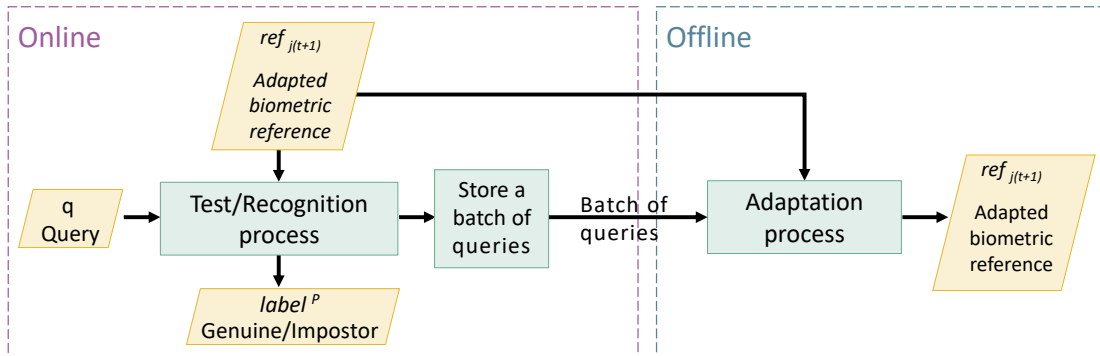 Online
Offline
ref j(t+1)
Adapted
biometric
reference
q
Query
Test/Recognition
process
Store a
batch of
queries
Batch of
queries
Adaptation
process
ref j(t+1)
Adapted
biometric
reference
label P
Genuine/Impostor